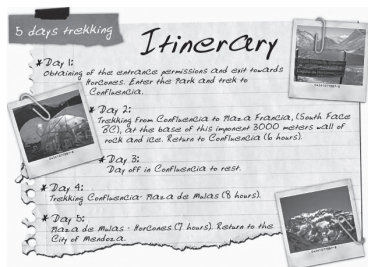 5 days trekking
Itinerary
* Day 1:
Obtaining of the entrance permissions and exit towards
Horcones. Enter the Park and trek to
Confluencia.
* Day 2:
Trekking from Confluencia to Plaza Francia, (South Face
BC), at the base of this imponent 3000 meters wall of
rock and ice. Return to Confluencia (6 hours).
* Day 3:
Day off in Confluencia to rest.
* Day 4:
Trekking Confluencia- Plaza de Mulas (8 hours).
* Day 5:
Plaza de Mulas - Horcones (7 hours). Return to the
City of Mendoza.